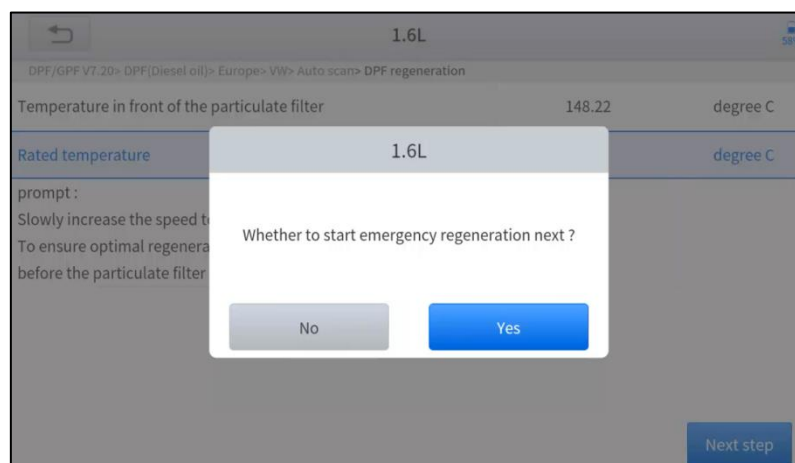 1.6L
DPF/GPF V7.20> DPF(Diesel oil)> Europe> VW> Auto scan> DPF regeneration
Temperature in front of the particulate filter 148.22 degree C
Rated temperature degree C
prompt :
Slowly increase the speed
To ensure optimal
before the particulate filter
1.6L
Whether to start emergency regeneration next ?
No Yes
Next step